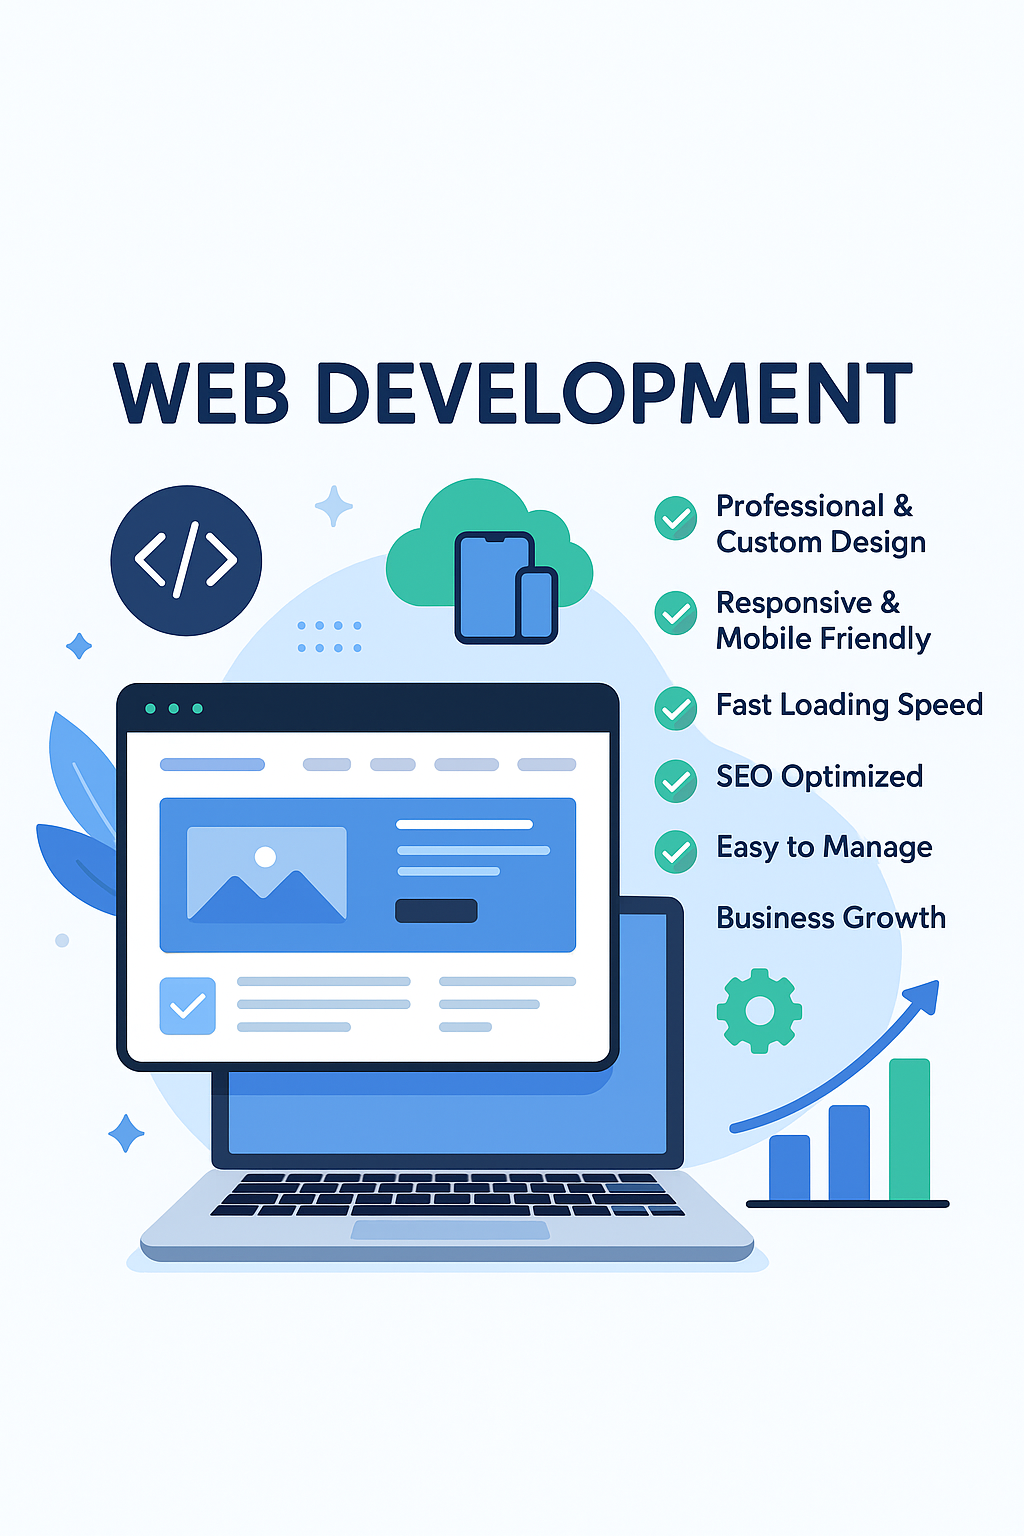 WEB DEVELOPMENT
</>
Professional &
Custom Design
Responsive &
Mobile Friendly
Fast Loading Speed
SEO Optimized
Easy to Manage
Business Growth